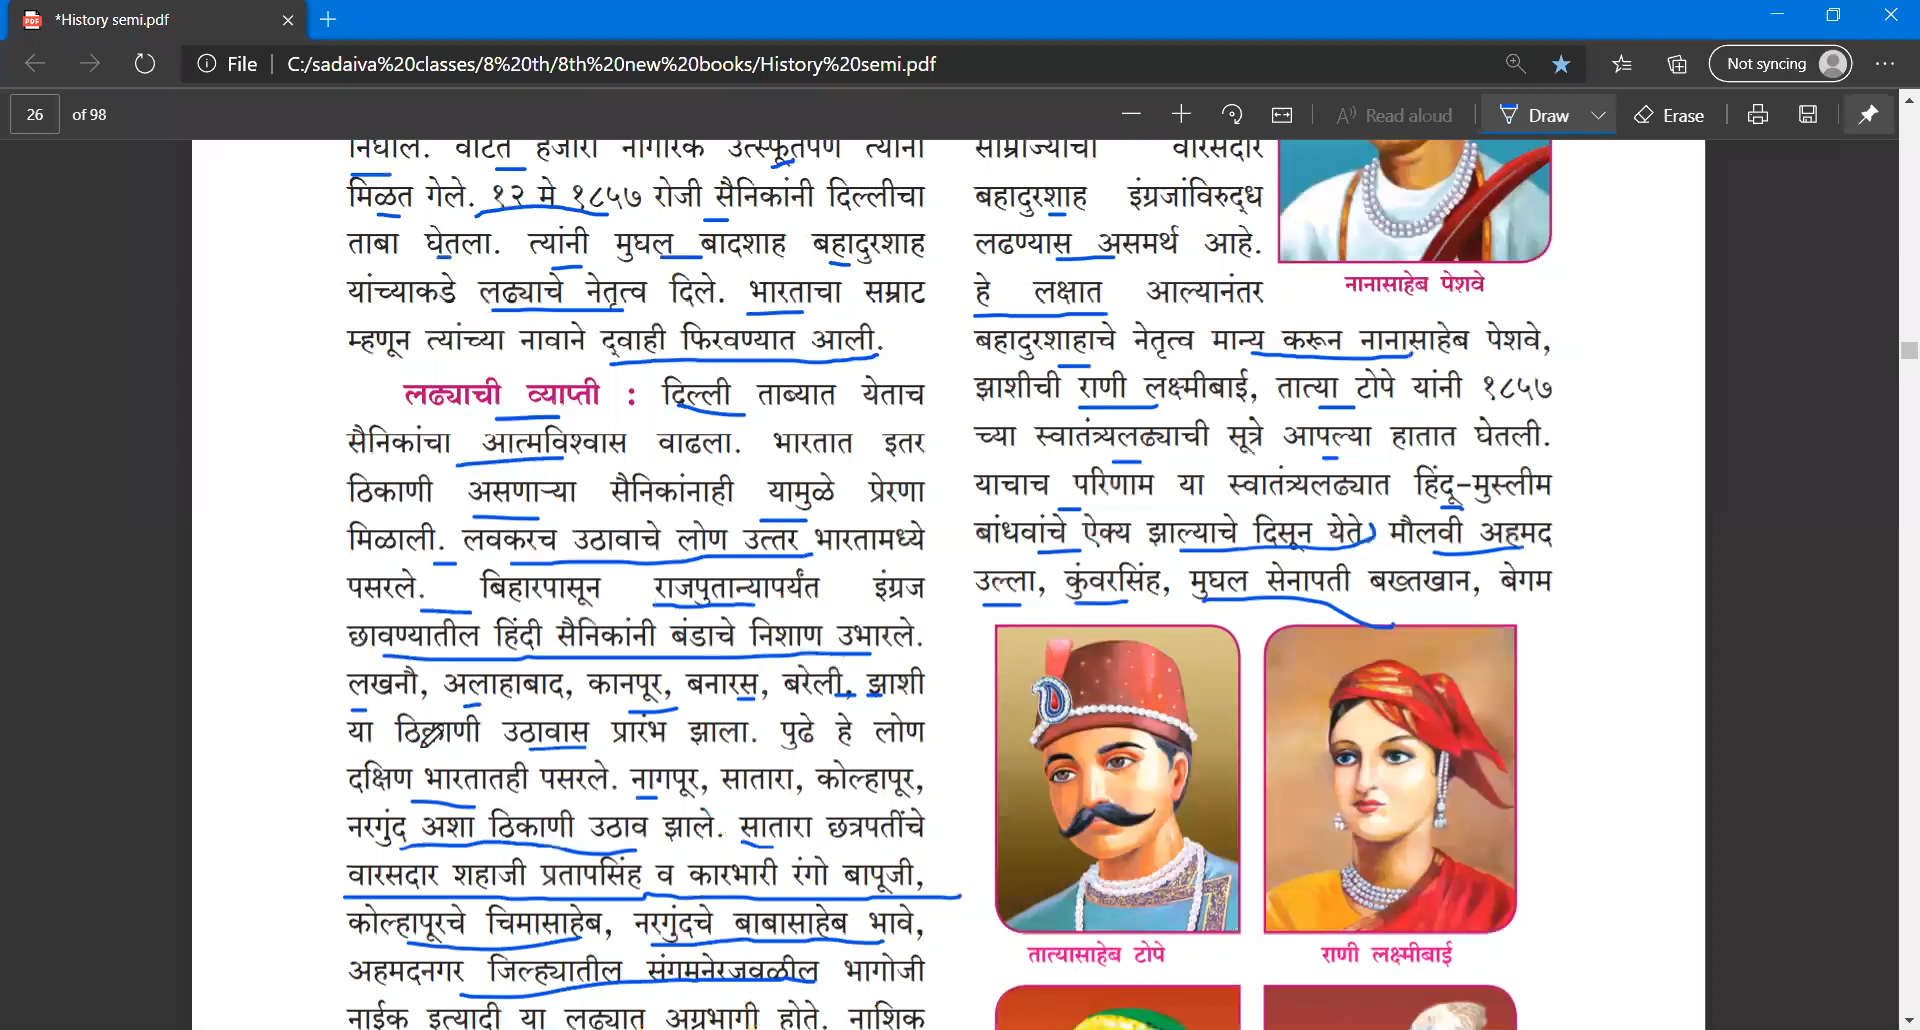 *History semi.pdf
File
C:/sadaiva%20classes/8%20th/8th%20new%20books/History%20semi.pdf
Not syncing
26 of 98
Read aloud
Draw
Erase
मिळत गेले. १२ मे १८५७ रोजी सैनिकांनी दिल्लीचा
ताबा घेतला. त्यांनी मुघल बादशाह बहादुरशाह
यांच्याकडे लढ्याचे नेतृत्व दिले. भारताचा सम्राट
म्हणून त्यांच्या नावाने द्वाही फिरवण्यात आली.
लढ्याची व्याप्ती : दिल्ली ताब्यात येताच
सैनिकांचा आत्मविश्वास वाढला. भारतात इतर
ठिकाणी असणाऱ्या सैनिकांनाही यामुळे प्रेरणा
मिळाली. लवकरच उठावाचे लोण उत्तर भारतामध्ये
पसरले. बिहारपासून राजपुतान्यापर्यंत इंग्रज
छावण्यातील हिंदी सैनिकांनी बंडाचे निशाण उभारले.
लखनौ, अलाहाबाद, कानपूर, बनारस, बरेली, झाशी
या ठिकाणी उठावास प्रारंभ झाला. पुढे हे लोण
दक्षिण भारतातही पसरले. नागपूर, सातारा, कोल्हापूर,
नरगुंद अशा ठिकाणी उठाव झाले. सातारा छत्रपतींचे
वारसदार शहाजी प्रतापसिंह व कारभारी रंगो बापूजी,
कोल्हापूरचे चिमासाहेब, नरगुंदचे बाबासाहेब भावे,
अहमदनगर जिल्ह्यातील संगमनेरजवळील भागोजी
नाईक इत्यादी या लढ्यात अग्रभागी होते. नाशिक
साम्राज्याचा वारसदार
बहादुरशाह इंग्रजांविरुद्ध
लढण्यास असमर्थ आहे.
हे लक्षात आल्यानंतर
बहादुरशाहाचे नेतृत्व मान्य करून नानासाहेब पेशवे,
झाशीची राणी लक्ष्मीबाई, तात्या टोपे यांनी १८५७
च्या स्वातंत्र्यलढ्याची सूत्रे आपल्या हातात घेतली.
याचाच परिणाम या स्वातंत्र्यलढ्यात हिंदू-मुस्लीम
बांधवांचे ऐक्य झाल्याचे दिसून येते. मौलवी अहमद
उल्ला, कुंवरसिंह, मुघल सेनापती बख्तखान, बेगम
नानासाहेब पेशवे
तात्यासाहेब टोपे
राणी लक्ष्मीबाई